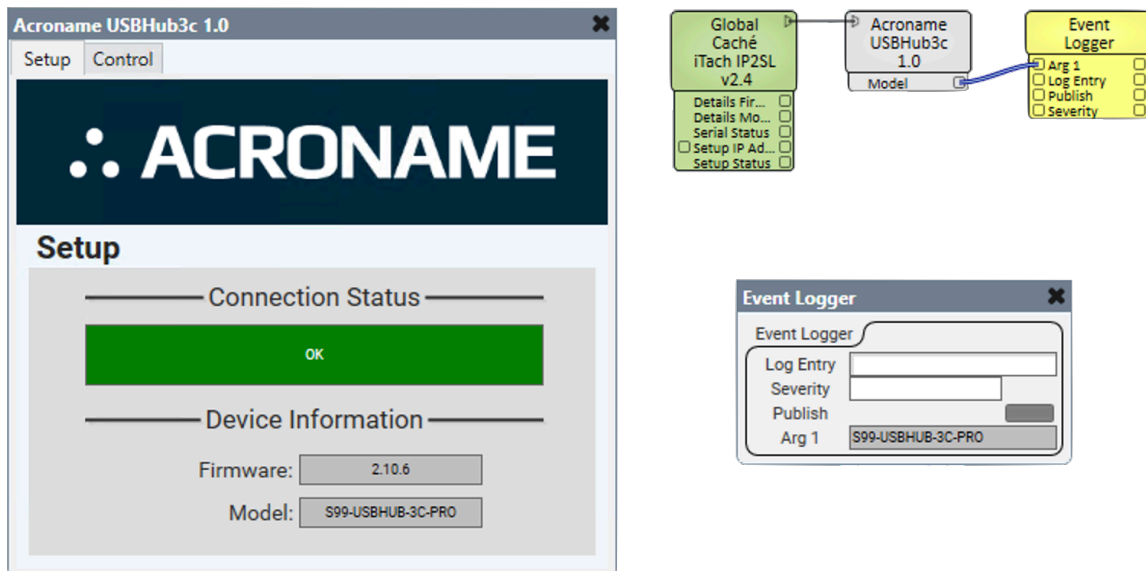 Acroname USBHub3c 1.0
Setup
Control
ACRONAME
Setup
Connection Status
OK
Device Information
Firmware:
2.10.6
Model:
S99-USBHUB-3C-PRO
Global
Caché
iTach IP2SL
v2.4
Details Fir...
Details Mo...
Serial Status
Setup IP Ad...
Setup Status
Acroname
USBHub3c
1.0
Model
Event
Logger
Arg 1
Log Entry
Publish
Severity
Event Logger
Event Logger
Log Entry
Severity
Publish
Arg 1
S99-USBHUB-3C-PRO